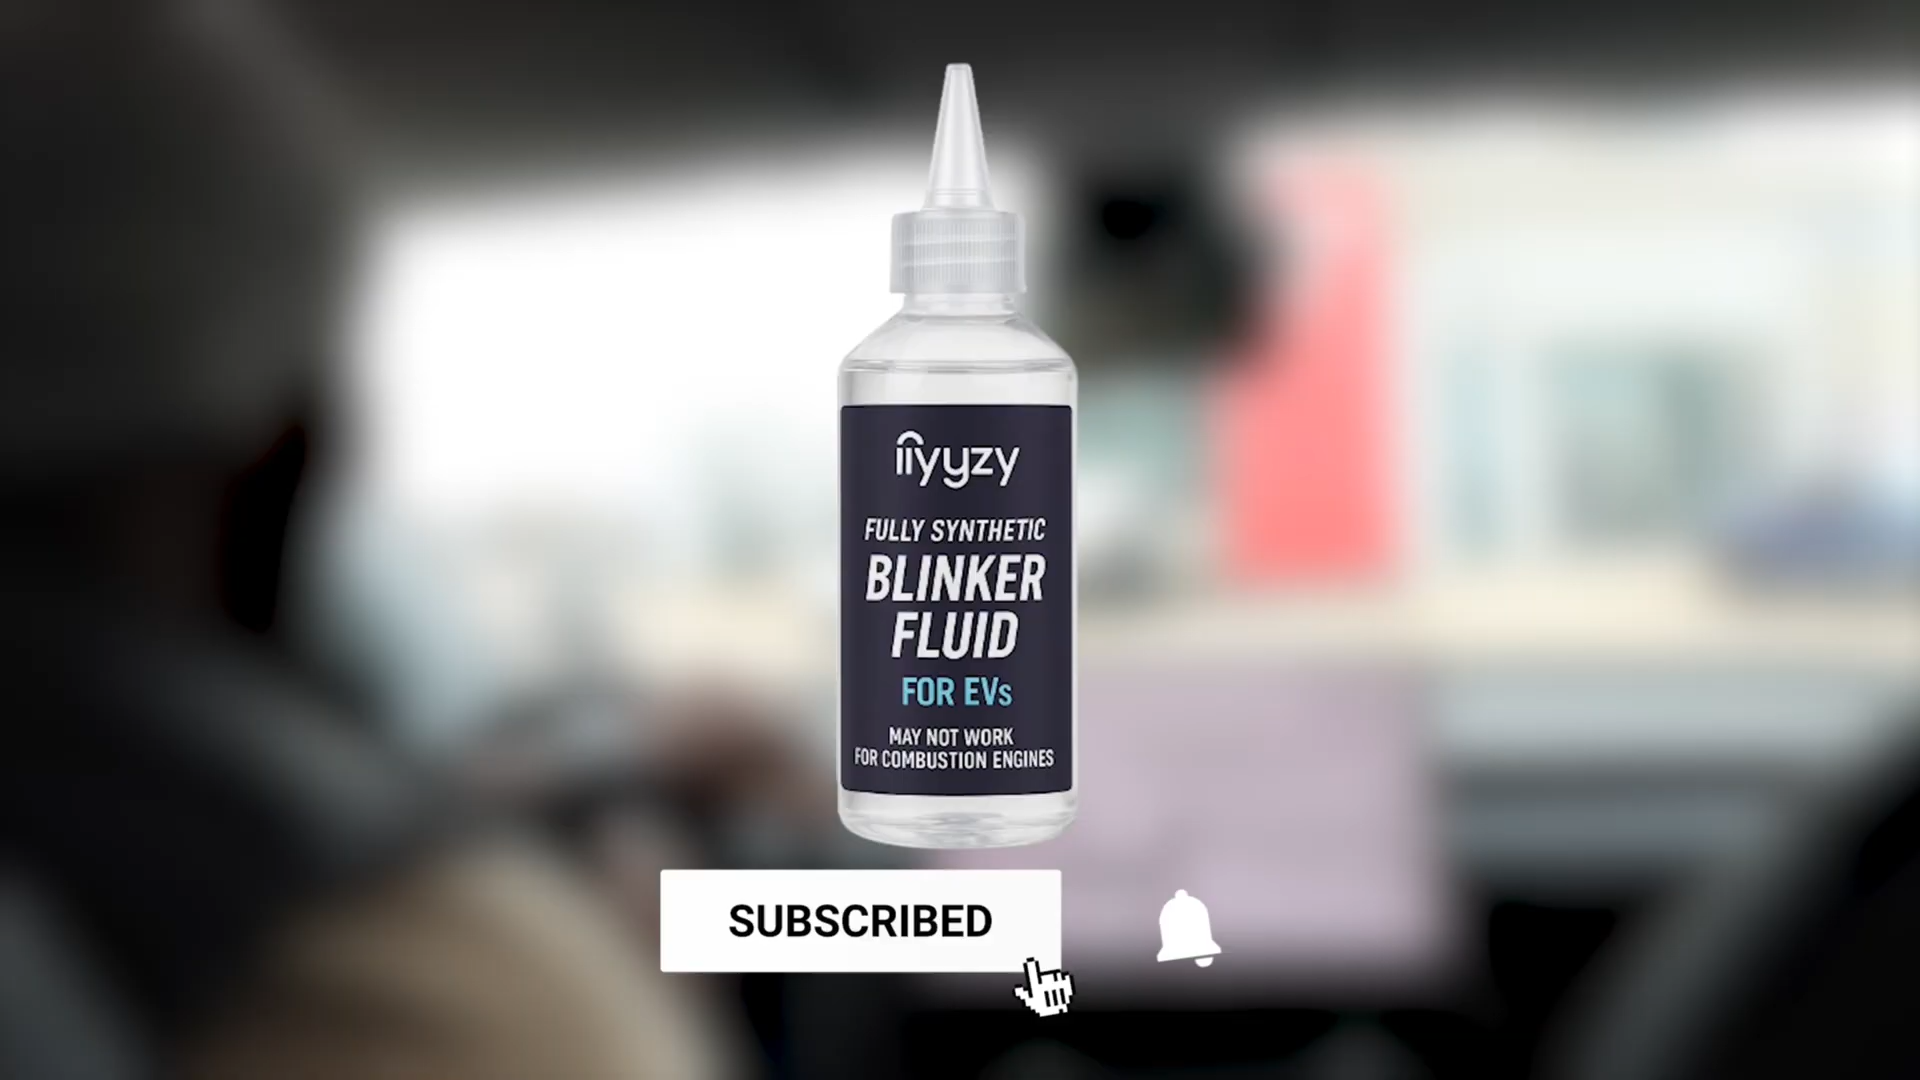 iiyyzy
FULLY SYNTHETIC
BLINKER
FLUID
FOR EVs
MAY NOT WORK
FOR COMBUSTION ENGINES
SUBSCRIBED